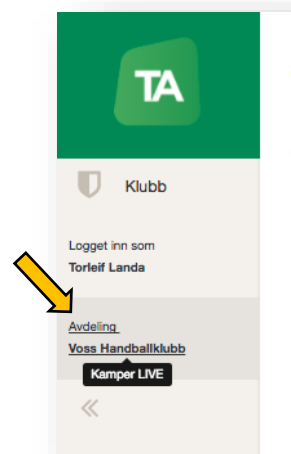 TA
Klubb
Logget inn som
Torleif Landa
Avdeling
Voss Handballklubb
Kamper LIVE